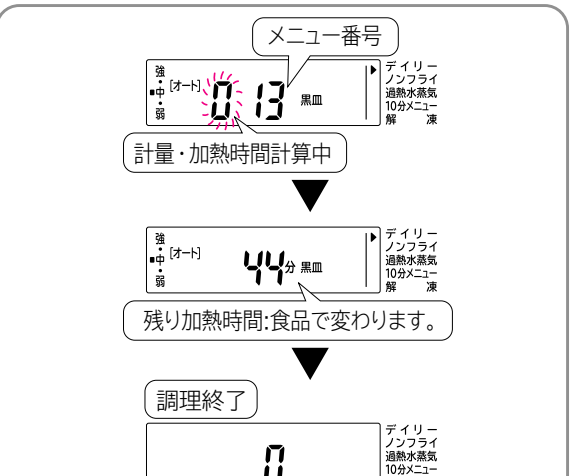 メニュー番号
強・中・弱
[オート]
0 13
黒皿
デイリー
ノンフライ
過熱水蒸気
10分メニュー
解 凍
計量・加熱時間計算中
強・中・弱
[オート]
44分 黒皿
デイリー
ノンフライ
過熱水蒸気
10分メニュー
解 凍
残り加熱時間:食品で変わります。
調理終了
0
デイリー
ノンフライ
過熱水蒸気
10分メニュー